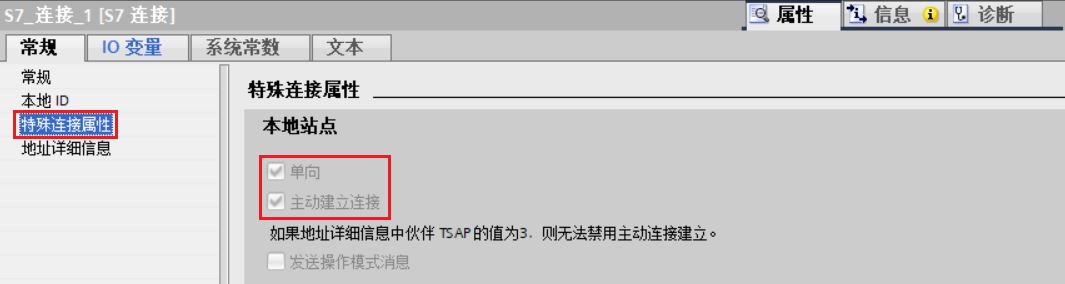 S7_连接_1 [S7 连接]
属性
信息
诊断
常规
IO 变量
系统常数
文本
常规
本地 ID
特殊连接属性
地址详细信息
特殊连接属性
本地站点
单向
主动建立连接
如果地址详细信息中伙伴 TSAP 的值为3．则无法禁用主动连接建立。
发送操作模式消息